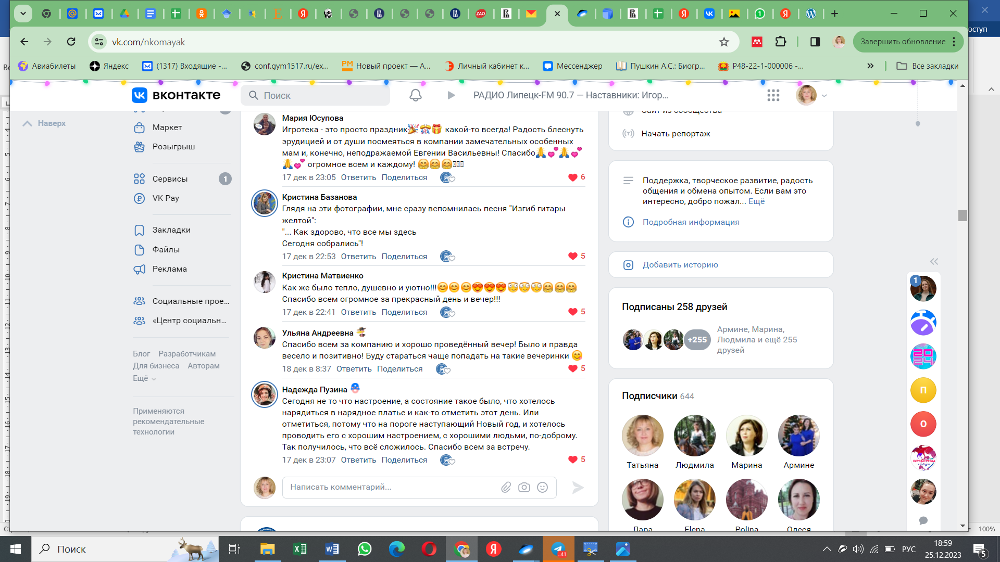 ZAO
1
оступ
vk.com/nkomayak
Завершить обновление
Авиабилеты
Яндекс
(1317) Входящие -...
conf.gym1517.ru/ex...
Новый проект — А...
Личный кабинет к...
Мессенджер
Пушкин А.С.: Биогр...
Р48-22-1-000006 -...
Все закладки
вконтакте
Поиск
РАДИО Липецк-FM 90.7 — Наставники: Игор...
Наверх
Маркет
Розыгрыш
Сервисы
1
VK Pay
Закладки
Файлы
Реклама
Социальные прое...
«Центр социальн...
Блог Разработчикам
Для бизнеса Авторам
Ещё
Применяются
рекомендательные
технологии
Мария Юсупова
Игротека - это просто праздник🎉🎊🎁 какой-то всегда! Радость блеснуть
эрудицией и от души посмеяться в компании замечательных особенных
мам и, конечно, неподражаемой Евгении Васильевны! Спасибо🙏💕🙏💕
🙏💕 огромное всем и каждому! 🤗🤗🤗
17 дек в 23:05 Ответить Поделиться 6
Кристина Базанова
Глядя на эти фотографии, мне сразу вспомнилась песня "Изгиб гитары
желтой":
"... Как здорово, что все мы здесь
Сегодня собрались"!
17 дек в 22:53 Ответить Поделиться 5
Кристина Матвиенко
Как же было тепло, душевно и уютно!!!😊😊😊😍😍😍🙄🙄🙄🤗🤗🤗
Спасибо всем огромное за прекрасный день и вечер!!!
17 дек в 22:41 Ответить Поделиться 5
Ульяна Андреевна
Спасибо всем за компанию и хорошо проведённый вечер! Было и правда
весело и позитивно! Буду стараться чаще попадать на такие вечеринки 😋
18 дек в 8:37 Ответить Поделиться 5
Надежда Пузина
Сегодня не то что настроение, а состояние такое было, что хотелось
нарядиться в нарядное платье и как-то отметить этот день. Или
отметиться, потому что на пороге наступающий Новый год, и хотелось
проводить его с хорошим настроением, с хорошими людьми, по-доброму.
Так получилось, что всё сложилось. Спасибо всем за встречу.
17 дек в 23:07 Ответить Поделиться 5
Написать комментарий...
Начать репортаж
Поддержка, творческое развитие, радость
общения и обмена опытом. Если вам это
интересно, добро пожал... Ещё
Подробная информация
Добавить историю
Подписаны 258 друзей
+255
Армине, Марина,
Людмила и ещё 255
друзей
Подписчики 644
Татьяна Людмила Марина Армине
Лара Elena Polina Олеся
1
2024
П
О
ПЕРЕЗАГРУЗКА
100%
Поиск
41
РУС
18:59
25.12.2023
5